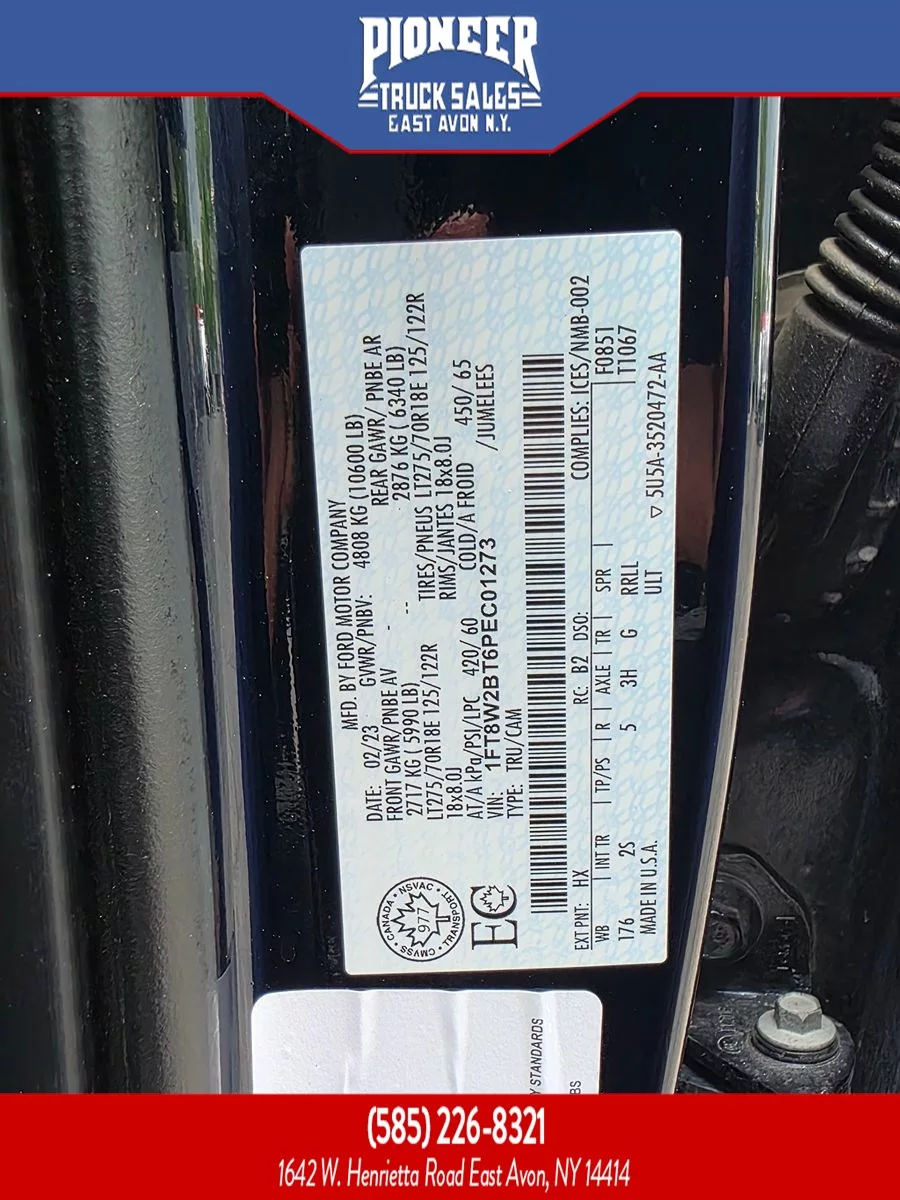 PIONEER
TRUCK SALES
EAST AVON N.Y.
MFD. BY FORD MOTOR COMPANY
DATE: 02/23 GVWR/PNBV: 4808 KG (10600 LB)
FRONT GAWR/PNBE AV - REAR GAWR/ PNBE AR
2717 KG 5990 LB) -- 2876 KG ( 6340 LB)
LT275/70R18E 125/122R TIRES/PNEUS LT275/70R18E 125/122R
18x8.0J RIMS/JANTES 18x8.0J
AT/A kPa/PSI/LPC 420/ 60 COLD/A FROID 450/ 65
VIN: 1FT8W2BT6PEC01273 /JUMELEES
TYPE: TRU/CAM
CANADA NSVAC TRANSPORT CMVSS
977
T
EC
EXT PNT: HX RC: B2 DSO: COMPLIES: ICES/NMB-002
WB | INT TR | TP/PS | R | AXLE | TR | SPR | F0851
176 2S 5 3H G RRLL T1067
MADE IN U.S.A. ULT ▽ 5U5A-3520472-AA
Y STANDARDS
BS
(585) 226-8321
1642 W. Henrietta Road East Avon, NY 14414